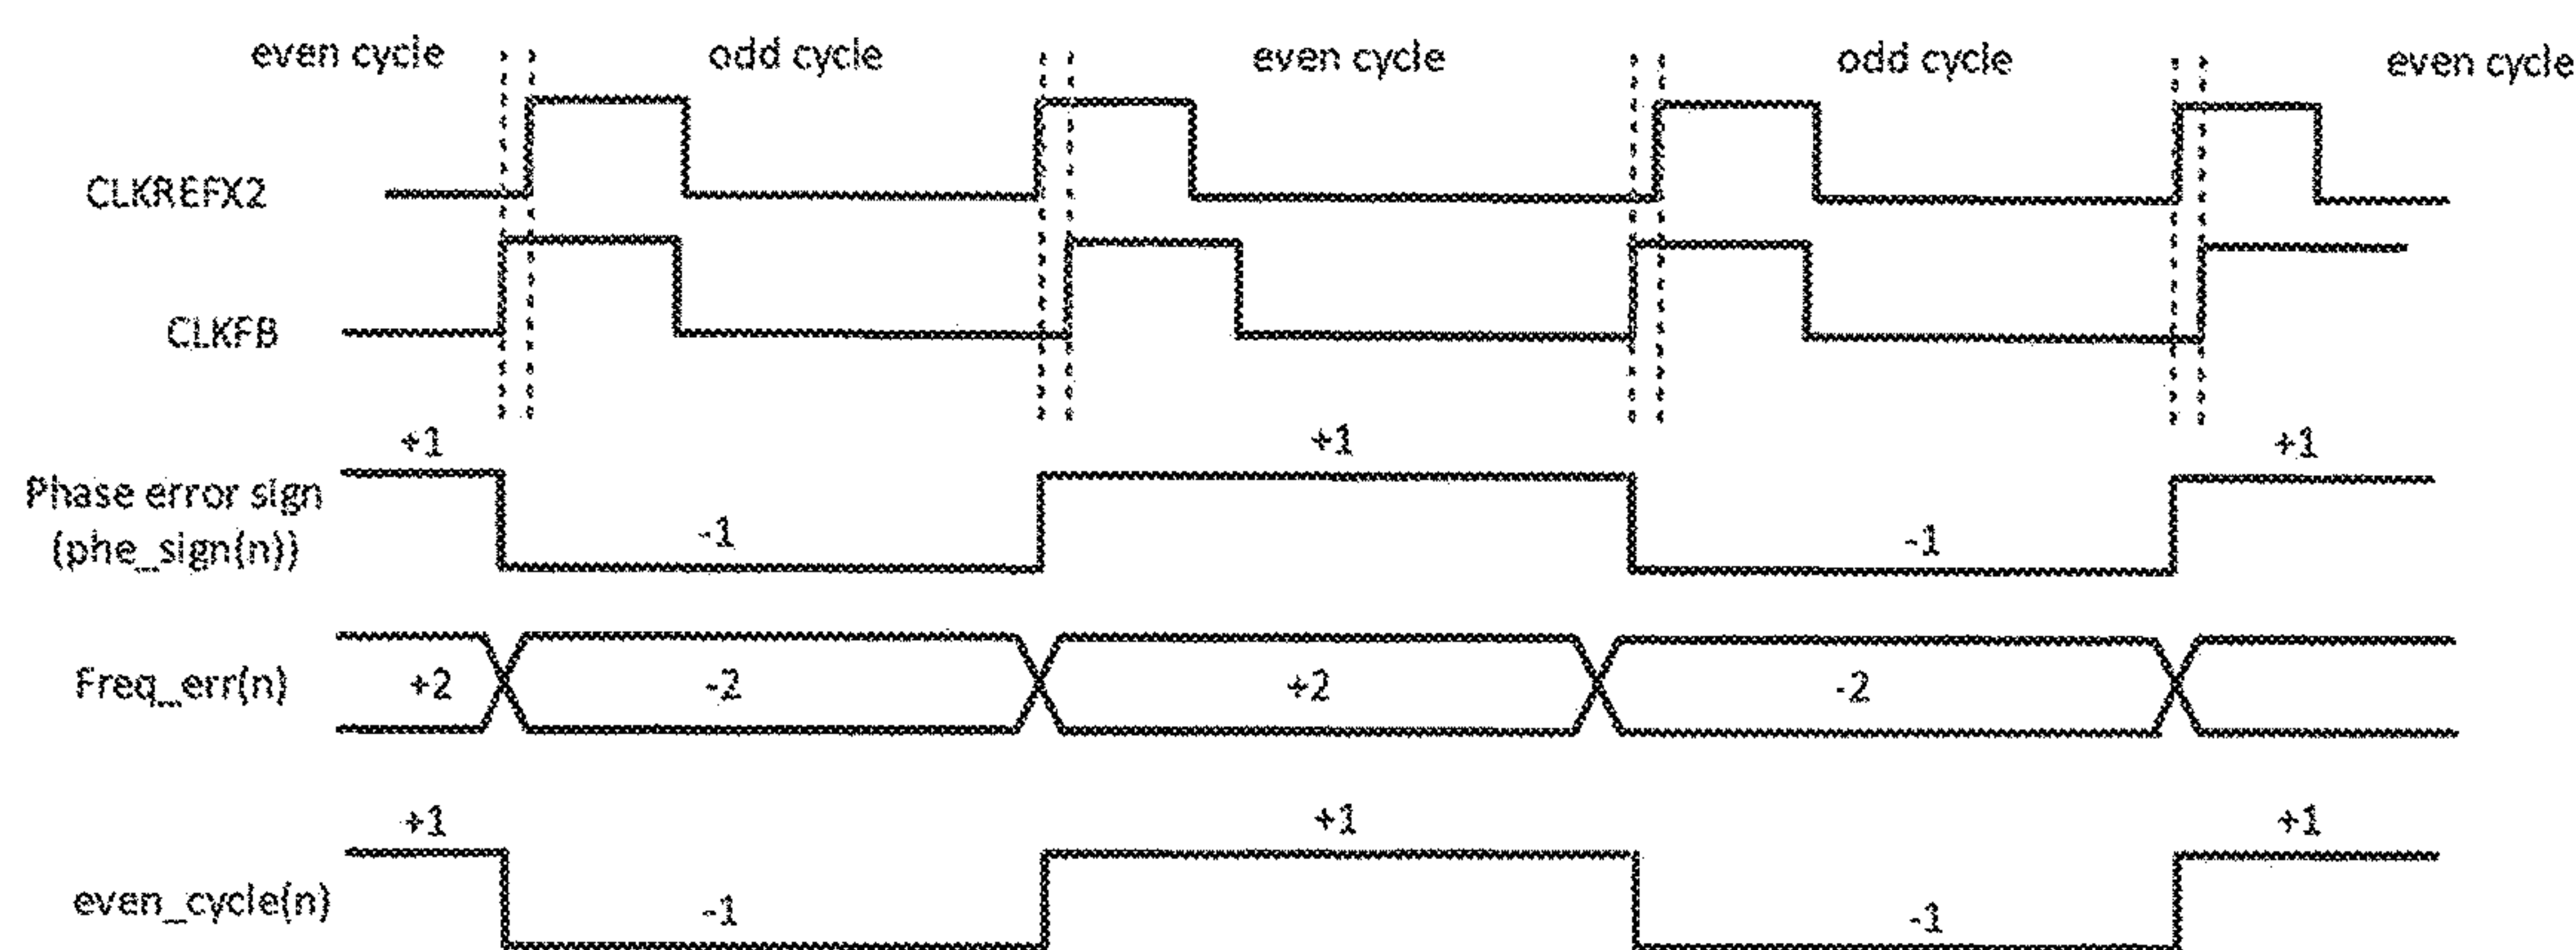 even cycle odd cycle even cycle odd cycle even cycle
CLKREFX2
CLKFB
+1 +1 +1
Phase error sign
(phe_sign(n))
-1 -1
Freq_err(n) +2 -2 +2 -2
+1 +1 +1
even_cycle(n) -1 -1